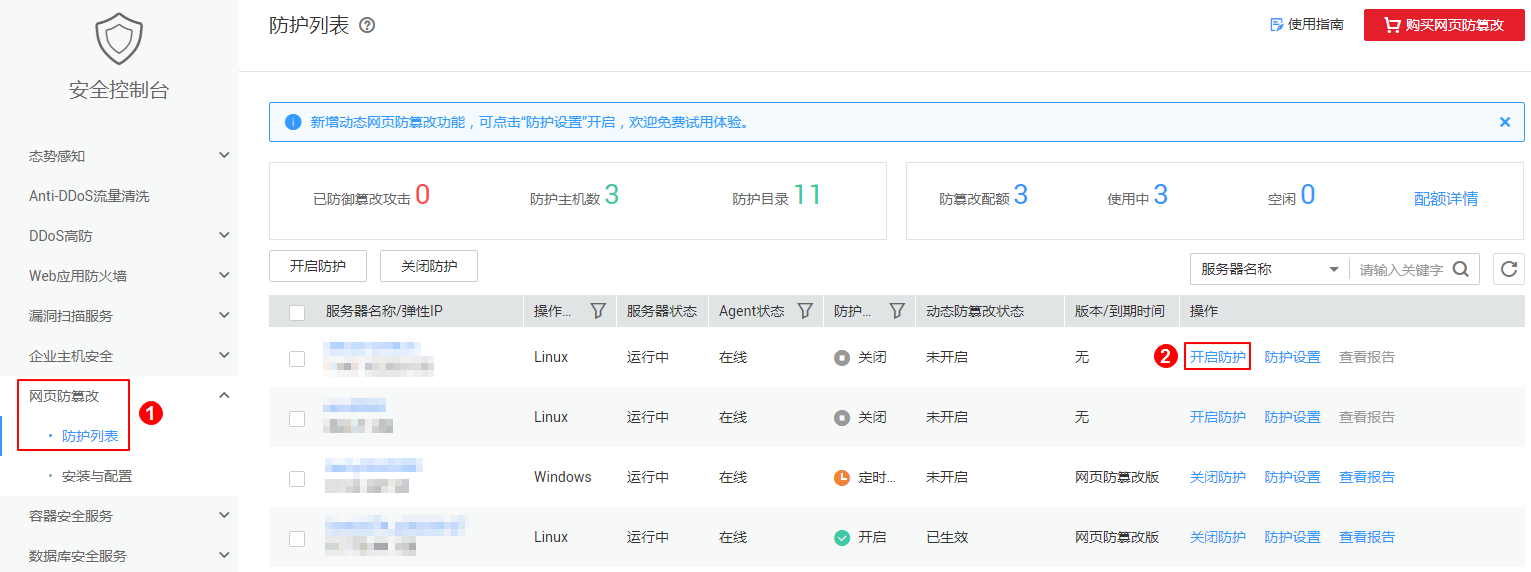 安全控制台
态势感知
Anti-DDoS流量清洗
DDoS高防
Web应用防火墙
漏洞扫描服务
企业主机安全
网页防篡改
1
· 防护列表
· 安装与配置
容器安全服务
数据库安全服务
防护列表 ?
使用指南
购买网页防篡改
i 新增动态网页防篡改功能，可点击“防护设置”开启，欢迎免费试用体验。 ×
已防御篡改攻击 0 防护主机数 3 防护目录 11
防篡改配额 3 使用中 3 空闲 0 配额详情
开启防护 关闭防护 服务器名称 请输入关键字
服务器名称/弹性IP 操作... 服务器状态 Agent状态 防护... 动态防篡改状态 版本/到期时间 操作
Linux 运行中 在线 关闭 未开启 无 2 开启防护 防护设置 查看报告
Linux 运行中 在线 关闭 未开启 无 开启防护 防护设置 查看报告
Windows 运行中 在线 定时... 未开启 网页防篡改版 关闭防护 防护设置 查看报告
Linux 运行中 在线 开启 已生效 网页防篡改版 关闭防护 防护设置 查看报告